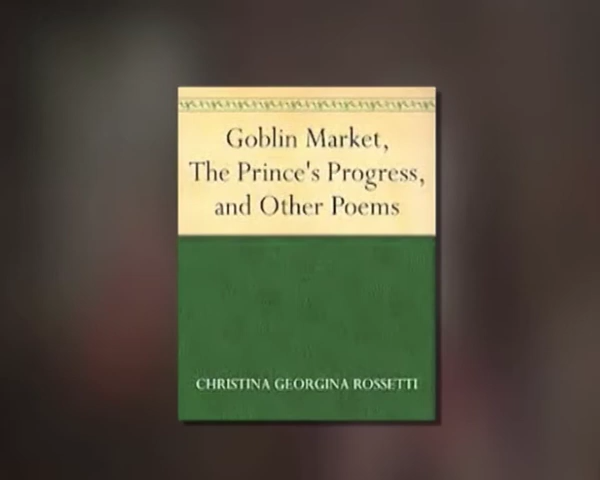 Goblin Market,
The Prince's Progress,
and Other Poems
CHRISTINA GEORGINA ROSSETTI